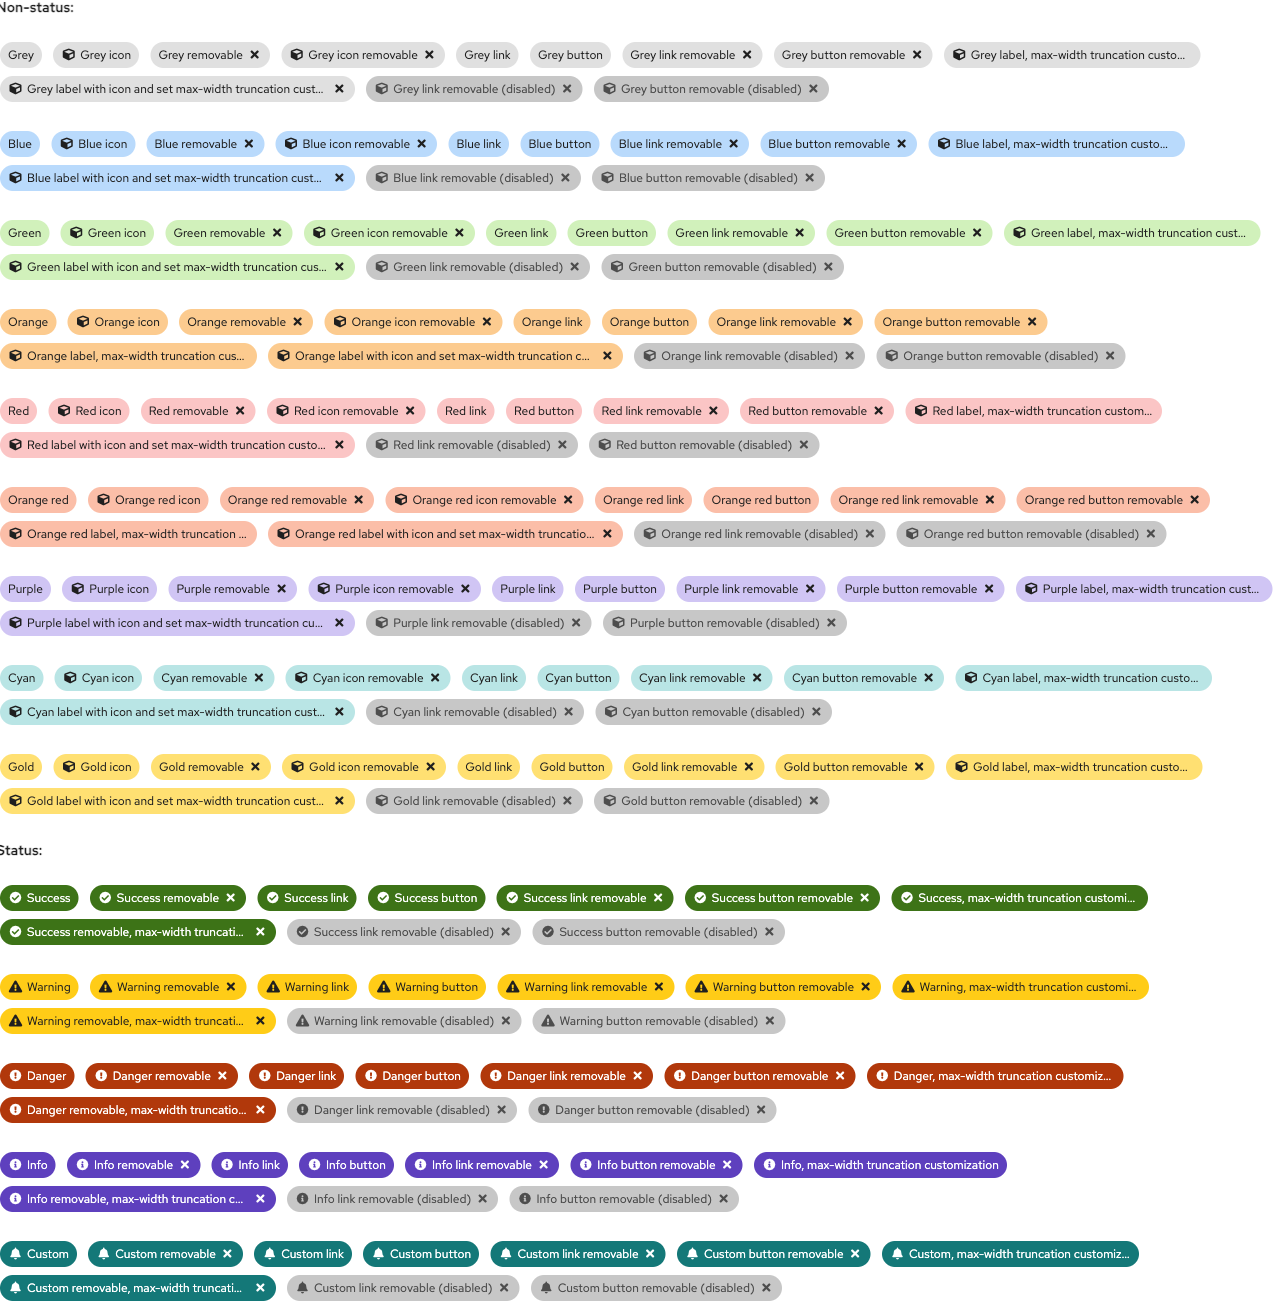 Non-status:
Grey Grey icon Grey removable Grey icon removable Grey link Grey button Grey link removable Grey button removable Grey label, max-width truncation custo...
Grey label with icon and set max-width truncation cust... Grey link removable (disabled) Grey button removable (disabled)
Blue Blue icon Blue removable Blue icon removable Blue link Blue button Blue link removable Blue button removable Blue label, max-width truncation custo...
Blue label with icon and set max-width truncation cust... Blue link removable (disabled) Blue button removable (disabled)
Green Green icon Green removable Green icon removable Green link Green button Green link removable Green button removable Green label, max-width truncation cust...
Green label with icon and set max-width truncation cus... Green link removable (disabled) Green button removable (disabled)
Orange Orange icon Orange removable Orange icon removable Orange link Orange button Orange link removable Orange button removable
Orange label, max-width truncation cus... Orange label with icon and set max-width truncation c... Orange link removable (disabled) Orange button removable (disabled)
Red Red icon Red removable Red icon removable Red link Red button Red link removable Red button removable Red label, max-width truncation custom...
Red label with icon and set max-width truncation custo... Red link removable (disabled) Red button removable (disabled)
Orange red Orange red icon Orange red removable Orange red icon removable Orange red link Orange red button Orange red link removable Orange red button removable
Orange red label, max-width truncation ... Orange red label with icon and set max-width truncatio... Orange red link removable (disabled) Orange red button removable (disabled)
Purple Purple icon Purple removable Purple icon removable Purple link Purple button Purple link removable Purple button removable Purple label, max-width truncation cust...
Purple label with icon and set max-width truncation cu... Purple link removable (disabled) Purple button removable (disabled)
Cyan Cyan icon Cyan removable Cyan icon removable Cyan link Cyan button Cyan link removable Cyan button removable Cyan label, max-width truncation custo...
Cyan label with icon and set max-width truncation cust... Cyan link removable (disabled) Cyan button removable (disabled)
Gold Gold icon Gold removable Gold icon removable Gold link Gold button Gold link removable Gold button removable Gold label, max-width truncation custo...
Gold label with icon and set max-width truncation cust... Gold link removable (disabled) Gold button removable (disabled)
Status:
Success Success removable Success link Success button Success link removable Success button removable Success, max-width truncation customi...
Success removable, max-width truncati... Success link removable (disabled) Success button removable (disabled)
Warning Warning removable Warning link Warning button Warning link removable Warning button removable Warning, max-width truncation customi...
Warning removable, max-width truncati... Warning link removable (disabled) Warning button removable (disabled)
Danger Danger removable Danger link Danger button Danger link removable Danger button removable Danger, max-width truncation customiz...
Danger removable, max-width truncatio... Danger link removable (disabled) Danger button removable (disabled)
Info Info removable Info link Info button Info link removable Info button removable Info, max-width truncation customization
Info removable, max-width truncation c... Info link removable (disabled) Info button removable (disabled)
Custom Custom removable Custom link Custom button Custom link removable Custom button removable Custom, max-width truncation customiz...
Custom removable, max-width truncati... Custom link removable (disabled) Custom button removable (disabled)